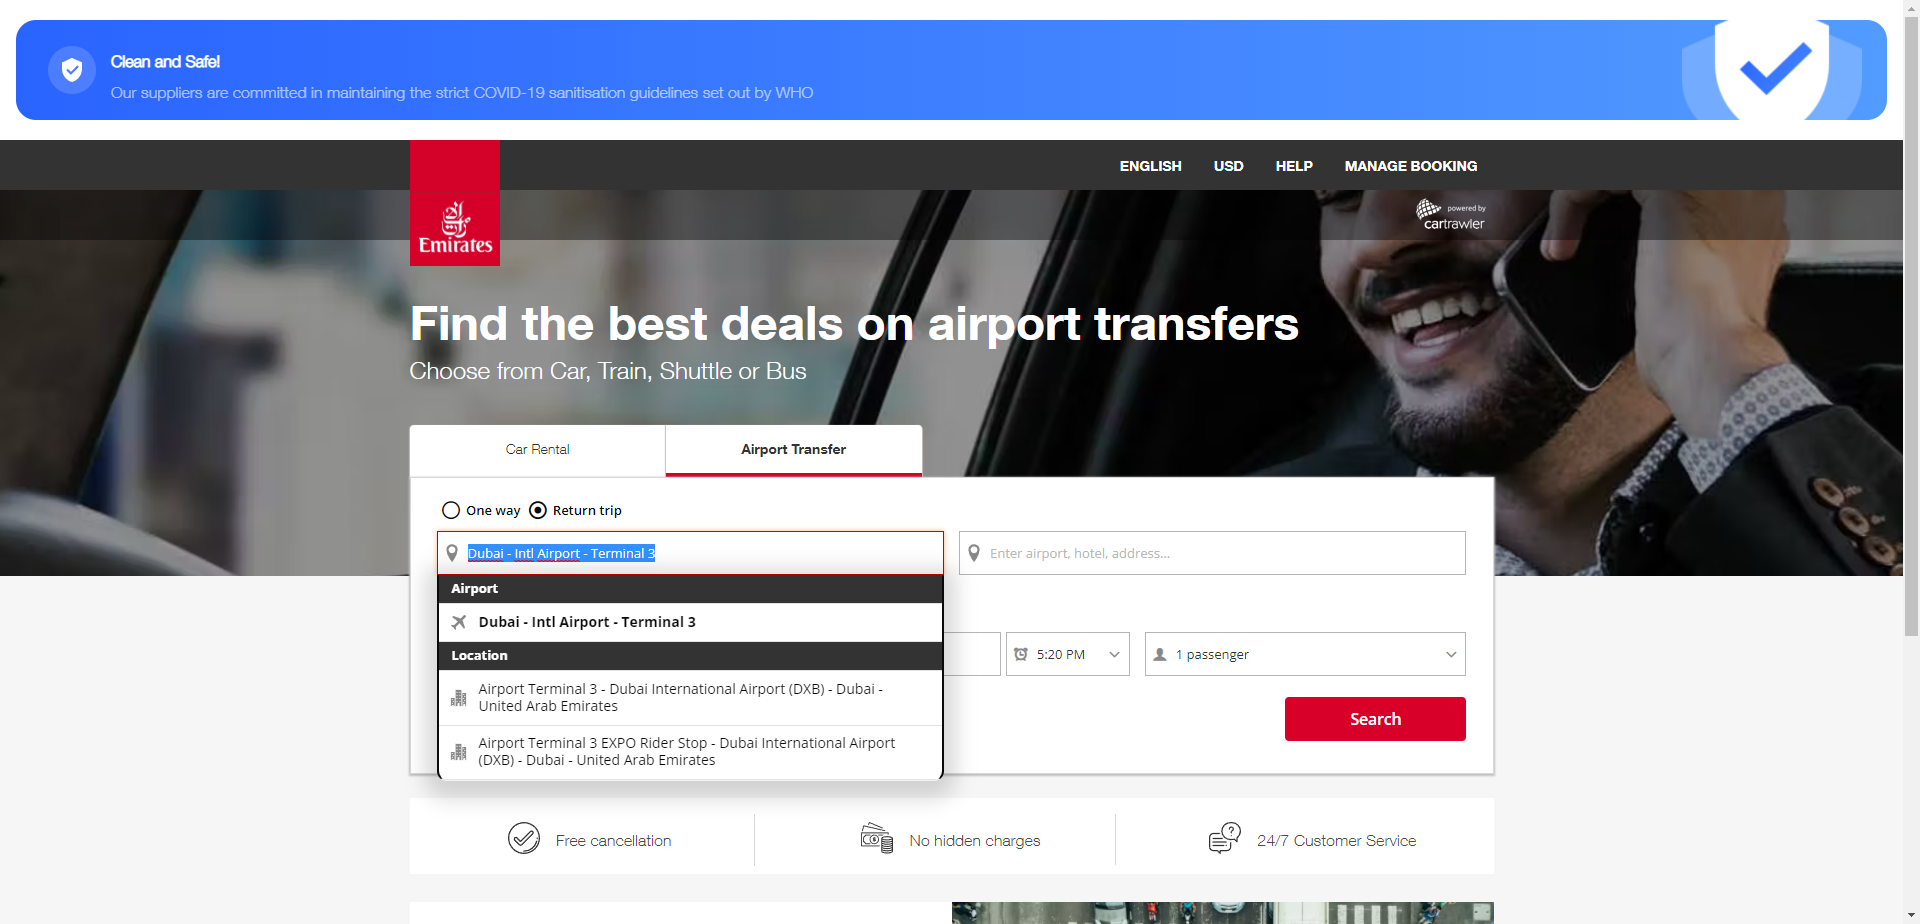 Clean and Safe!
Our suppliers are committed in maintaining the strict COVID-19 sanitisation guidelines set out by WHO
ENGLISH
USD
HELP
MANAGE BOOKING
Emirates
powered by
cartrawler
Find the best deals on airport transfers
Choose from Car, Train, Shuttle or Bus
Car Rental
Airport Transfer
One way
Return trip
Dubai - Intl Airport - Terminal 3
Enter airport, hotel, address...
Airport
Dubai - Intl Airport - Terminal 3
Location
Airport Terminal 3 - Dubai International Airport (DXB) - Dubai -
United Arab Emirates
Airport Terminal 3 EXPO Rider Stop - Dubai International Airport
(DXB) - Dubai - United Arab Emirates
5:20 PM
1 passenger
Search
Free cancellation
No hidden charges
24/7 Customer Service